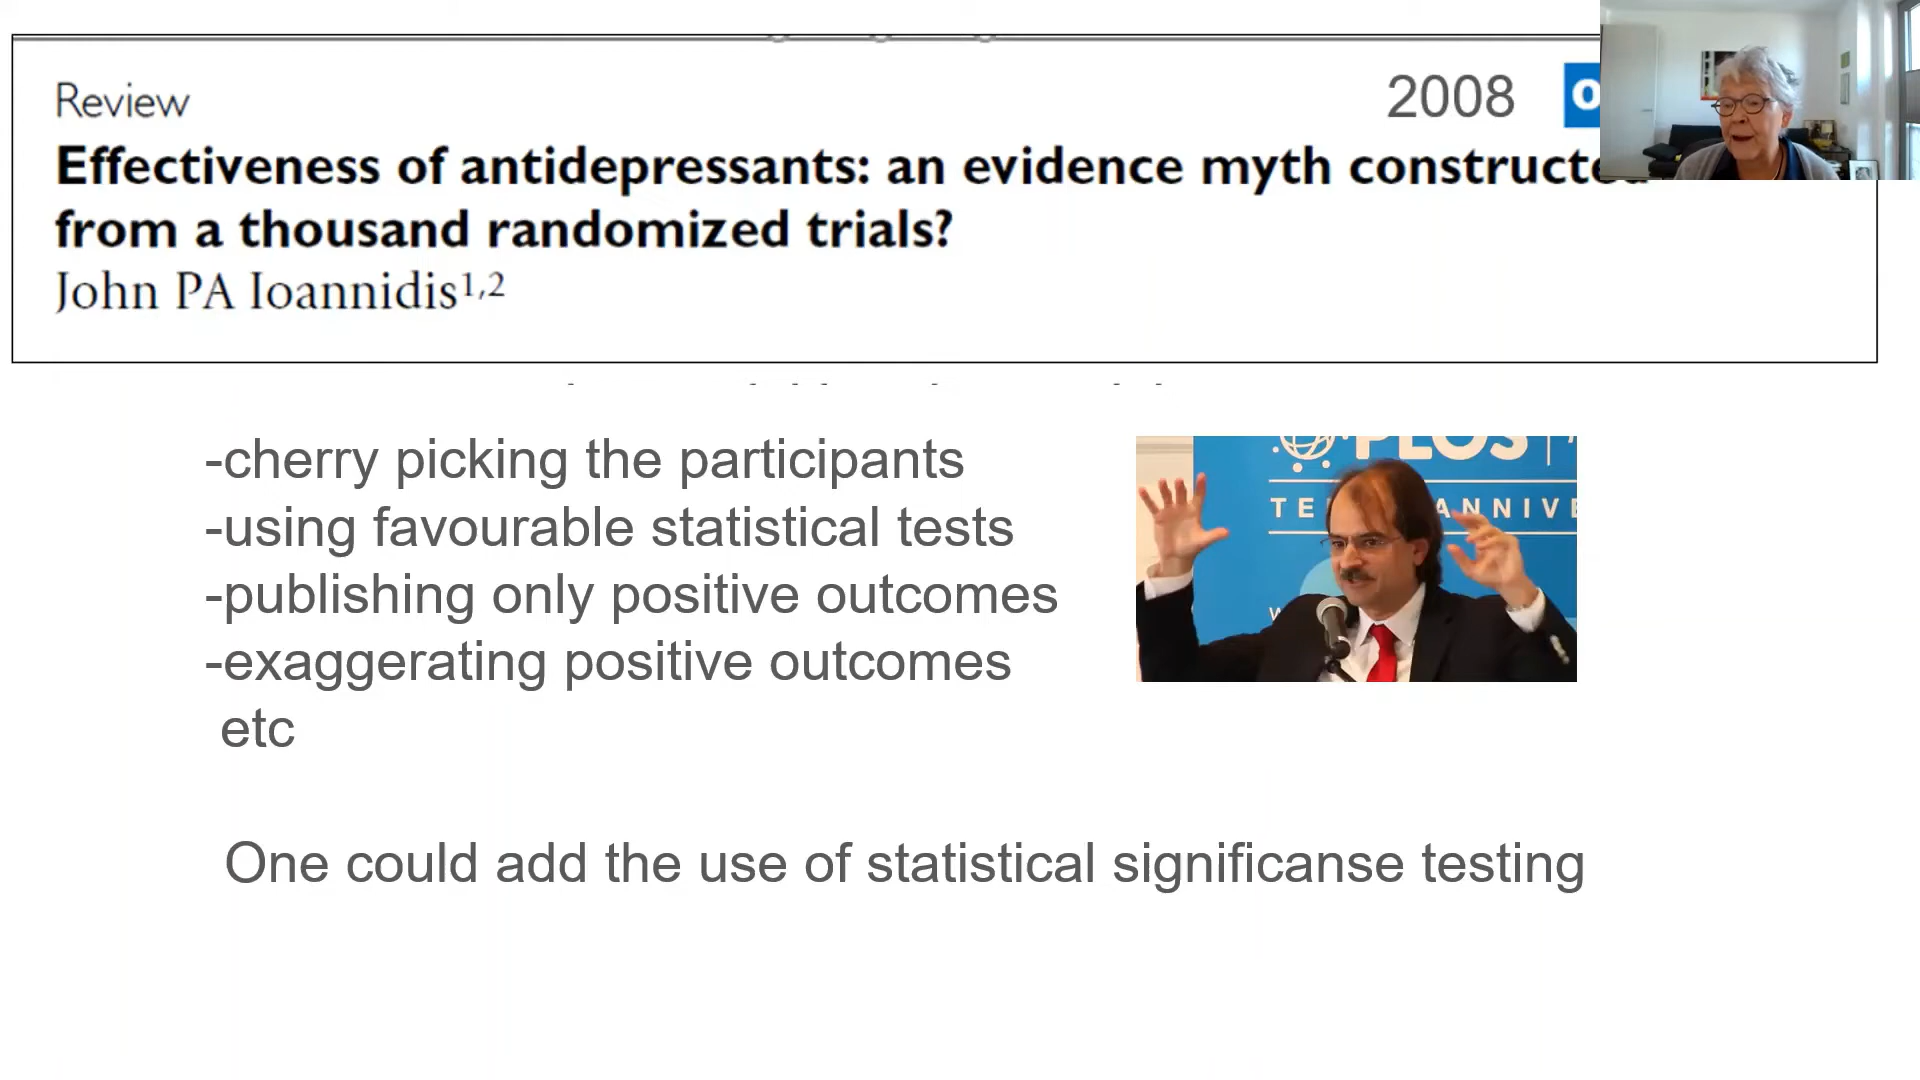 Review
2008
Effectiveness of antidepressants: an evidence myth constructed
from a thousand randomized trials?
John PA Ioannidis1,2
-cherry picking the participants
-using favourable statistical tests
-publishing only positive outcomes
-exaggerating positive outcomes
etc
PLOS
One could add the use of statistical significanse testing